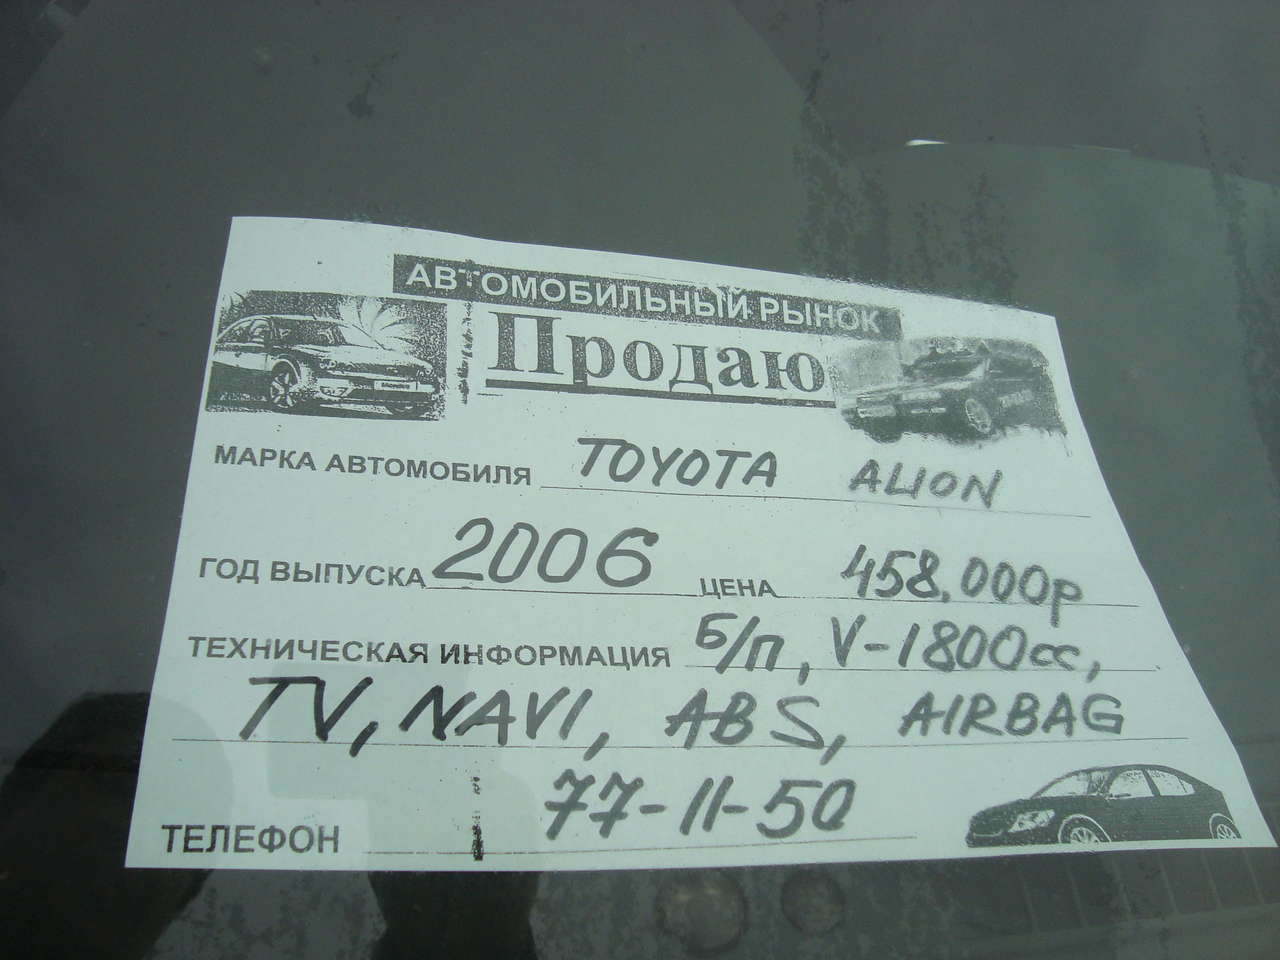 АВТОМОБИЛЬНЫЙ РЫНОК
Продаю
МАРКА АВТОМОБИЛЯ TOYOTA ALION
ГОД ВЫПУСКА 2006 ЦЕНА 458.000р
ТЕХНИЧЕСКАЯ ИНФОРМАЦИЯ б/п, V-1800cc,
TV, NAVI, ABS, AIRBAG
ТЕЛЕФОН 77-11-50